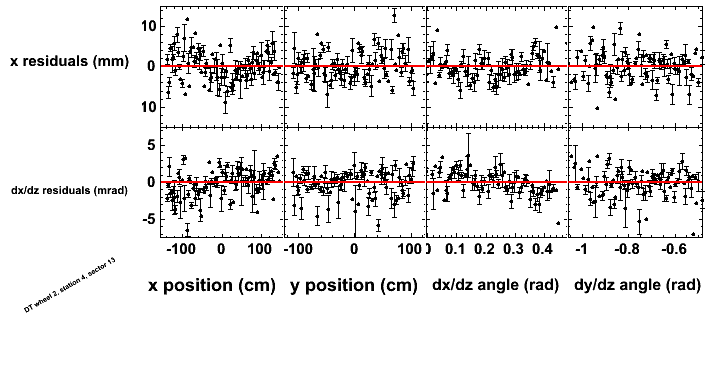 10
x residuals (mm)
0
10
5
dx/dz residuals (mrad)
0
-5
-100 0 100 -100 0 100 0 0.1 0.2 0.3 0.4 -1 -0.8 -0.6
x position (cm) y position (cm) dx/dz angle (rad) dy/dz angle (rad)
DT wheel 2, station 4, sector 13